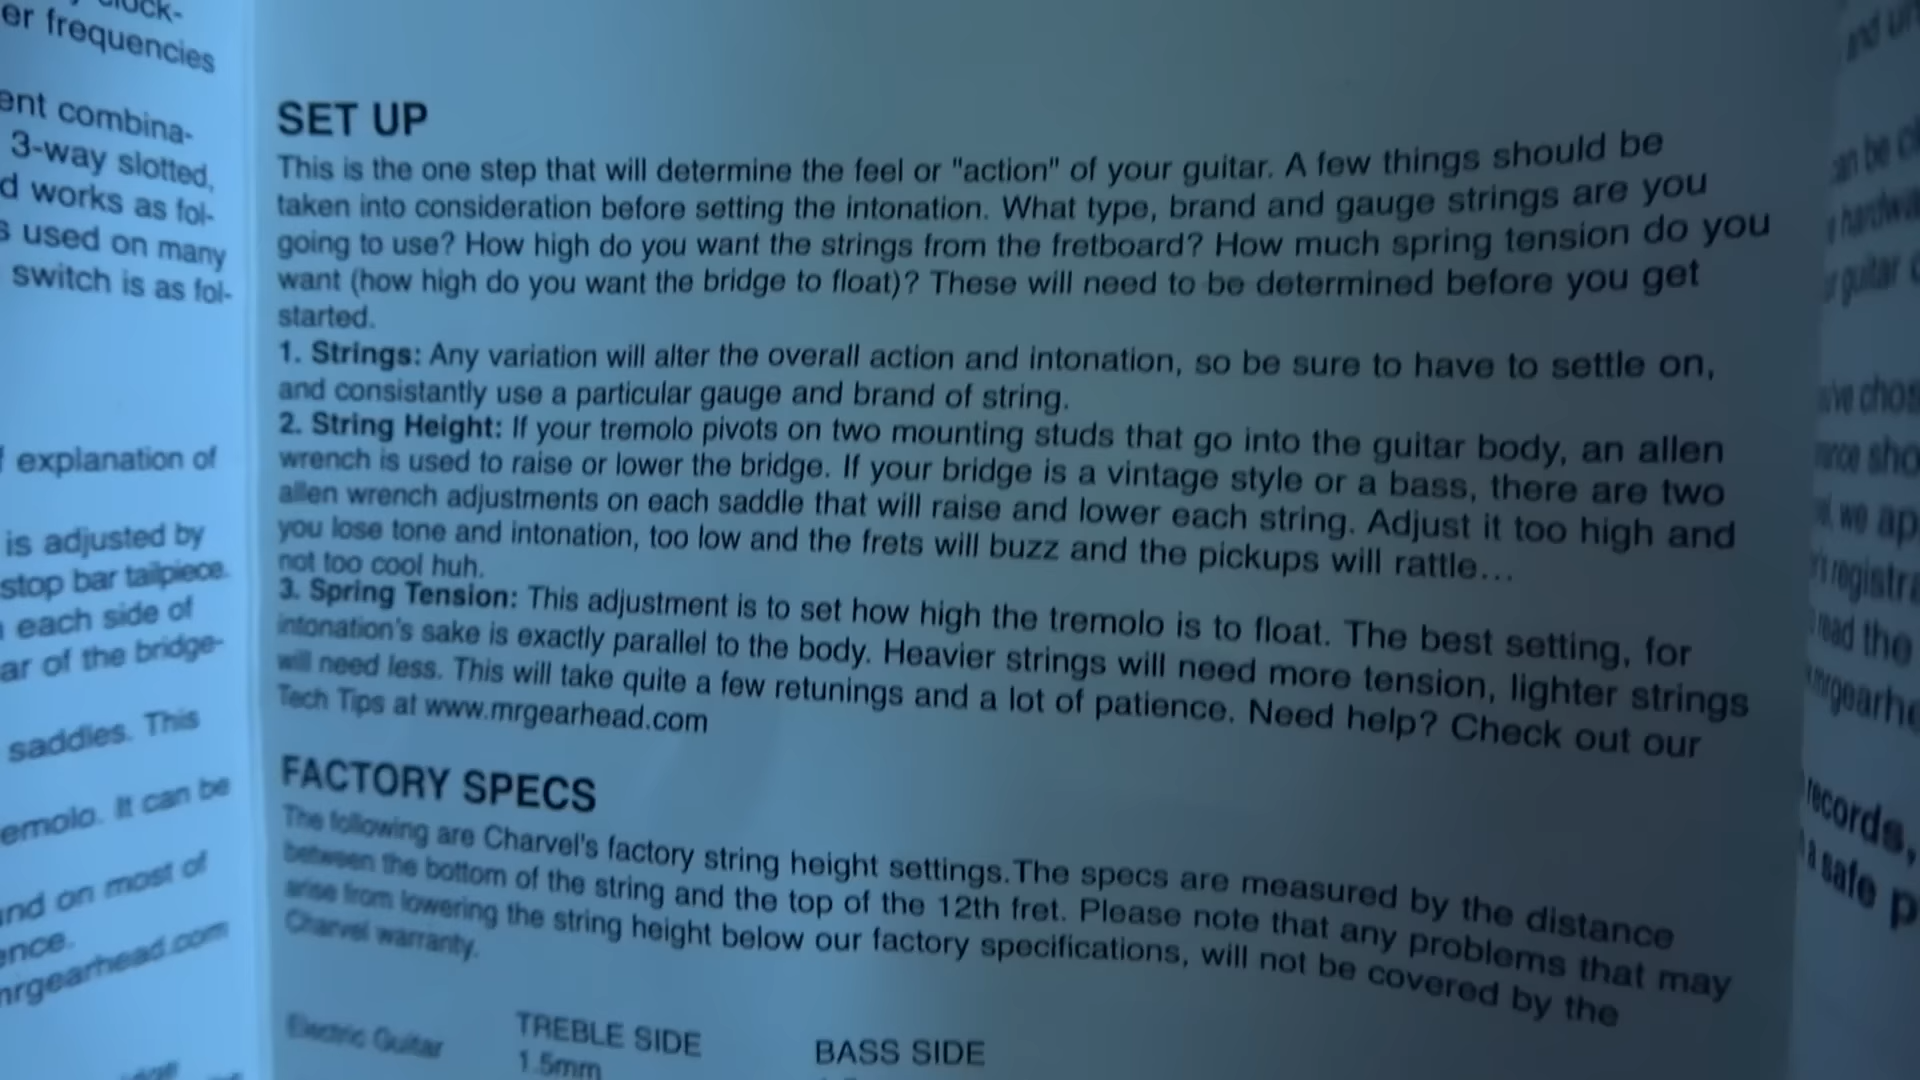 er frequencies
ent combina-
3-way slotted,
d works as fol-
s used on many
switch is as fol-
explanation of
is adjusted by
stop bar tailpiece.
each side of
ar of the bridge-
saddles. This
emolo. It can be
und on most of
ence.
mrgearhead.com
SET UP
This is the one step that will determine the feel or "action" of your guitar. A few things should be
taken into consideration before setting the intonation. What type, brand and gauge strings are you
going to use? How high do you want the strings from the fretboard? How much spring tension do you
want (how high do you want the bridge to float)? These will need to be determined before you get
started.
1. Strings: Any variation will alter the overall action and intonation, so be sure to have to settle on,
and consistantly use a particular gauge and brand of string.
2. String Height: If your tremolo pivots on two mounting studs that go into the guitar body, an allen
wrench is used to raise or lower the bridge. If your bridge is a vintage style or a bass, there are two
allen wrench adjustments on each saddle that will raise and lower each string. Adjust it too high and
you lose tone and intonation, too low and the frets will buzz and the pickups will rattle...
not too cool huh.
3. Spring Tension: This adjustment is to set how high the tremolo is to float. The best setting, for
intonation's sake is exactly parallel to the body. Heavier strings will need more tension, lighter strings
will need less. This will take quite a few retunings and a lot of patience. Need help? Check out our
Tech Tips at www.mrgearhead.com
FACTORY SPECS
The following are Charvel's factory string height settings.The specs are measured by the distance
between the bottom of the string and the top of the 12th fret. Please note that any problems that may
arise from lowering the string height below our factory specifications, will not be covered by the
Charvel warranty.
TREBLE SIDE BASS SIDE
Electric Guitar 1.5mm
and
can be
guitar
we ap
read the
records,
a safe p